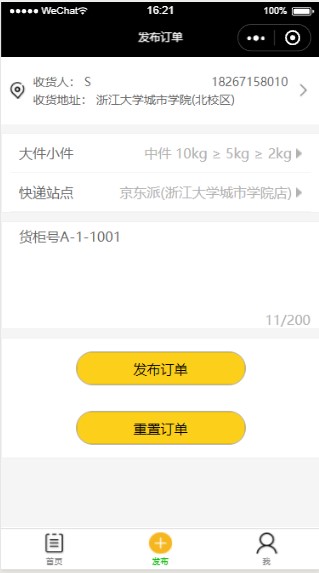 ●●●●● WeChat 16:21 100%
发布订单
收货人： S 18267158010
收货地址： 浙江大学城市学院(北校区)
大件小件 中件 10kg ≥ 5kg ≥ 2kg
快递站点 京东派(浙江大学城市学院店)
货柜号A-1-1001
11/200
发布订单
重置订单
首页 发布 我